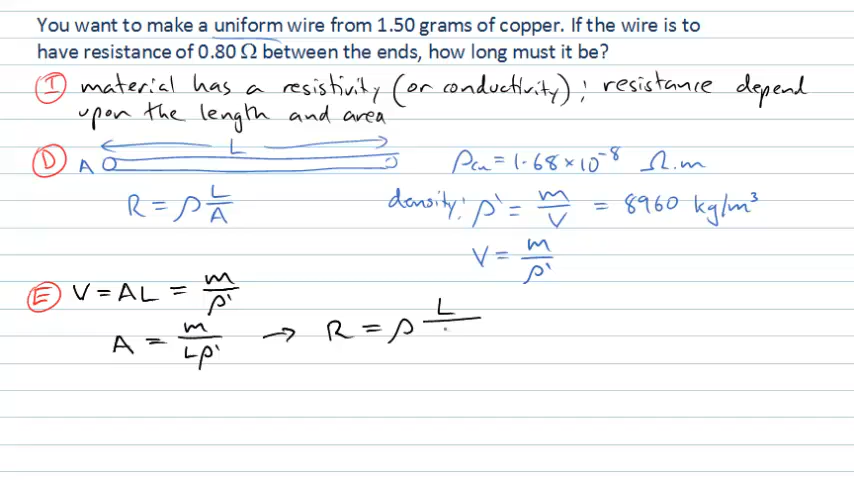 You want to make a uniform wire from 1.50 grams of copper. If the wire is to
have resistance of 0.80 Ω between the ends, how long must it be?
I material has a resistivity (or conductivity); resistance depend
upon the length and area
L
D A ρcu = 1.68 × 10⁻⁸ Ω.m
R = ρ L/A density: ρ' = m/V = 8960 kg/m³
V = m/ρ'
E V = AL = m/ρ'
A = m/Lρ' → R = ρ L